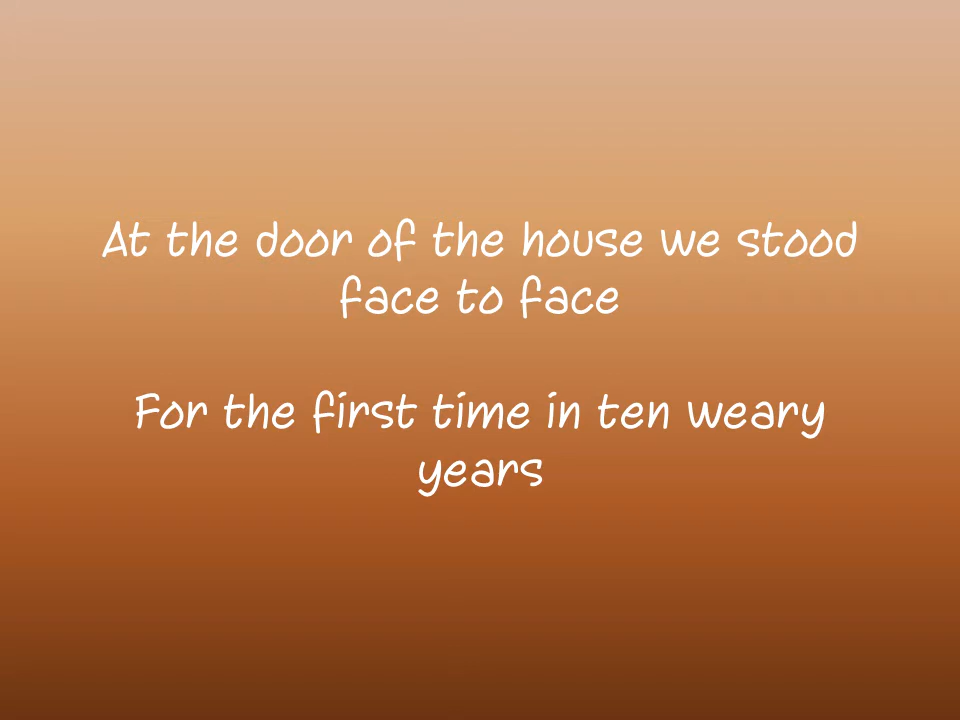 At the door of the house we stood
face to face
For the first time in ten weary
years